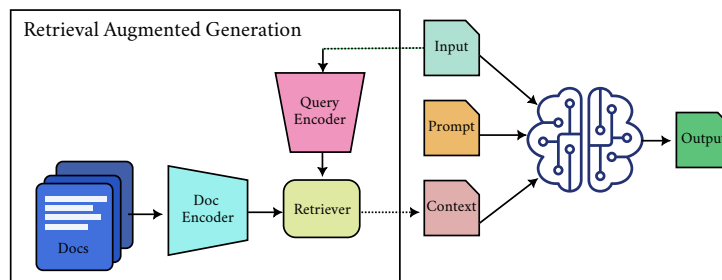 Retrieval Augmented Generation
Input
Query
Encoder
Prompt
Output
Doc
Encoder
Retriever
Context
Docs